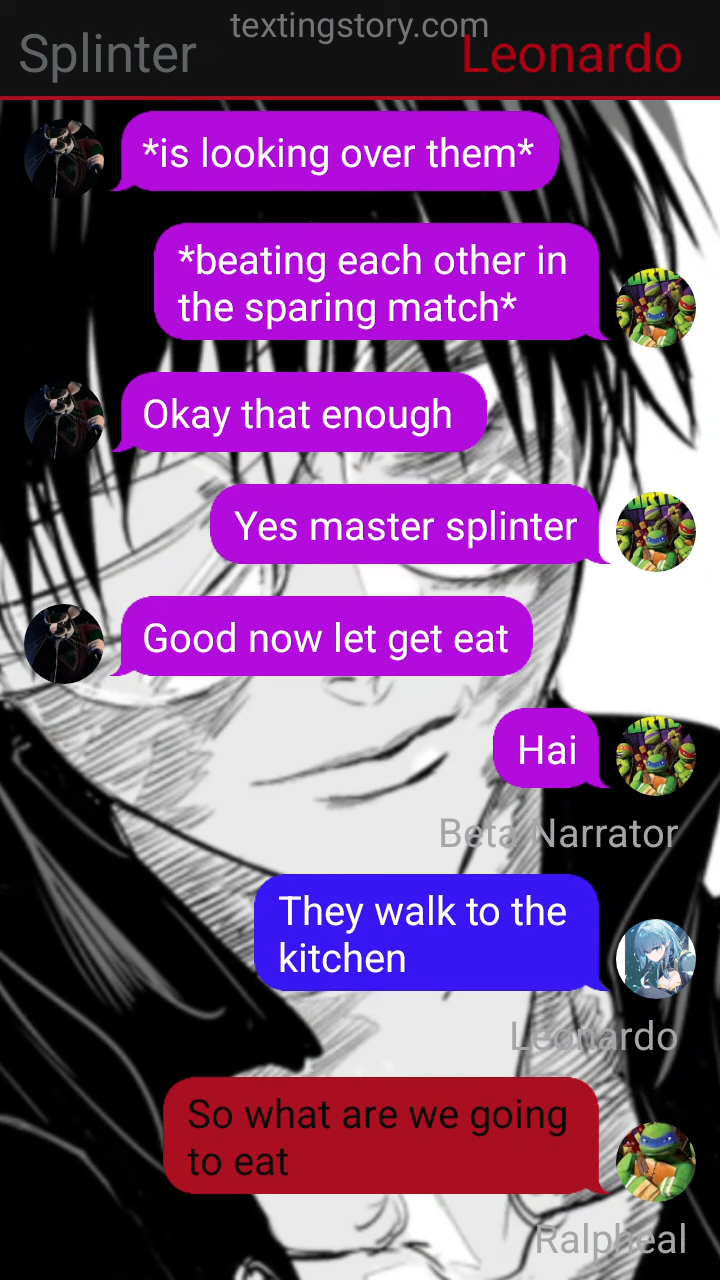 textingstory.com
Splinter
Leonardo
*is looking over them*
*beating each other in
the sparing match*
Okay that enough
Yes master splinter
Good now let get eat
Hai
Beta Narrator
They walk to the
kitchen
Leonardo
So what are we going
to eat
Ralpheal